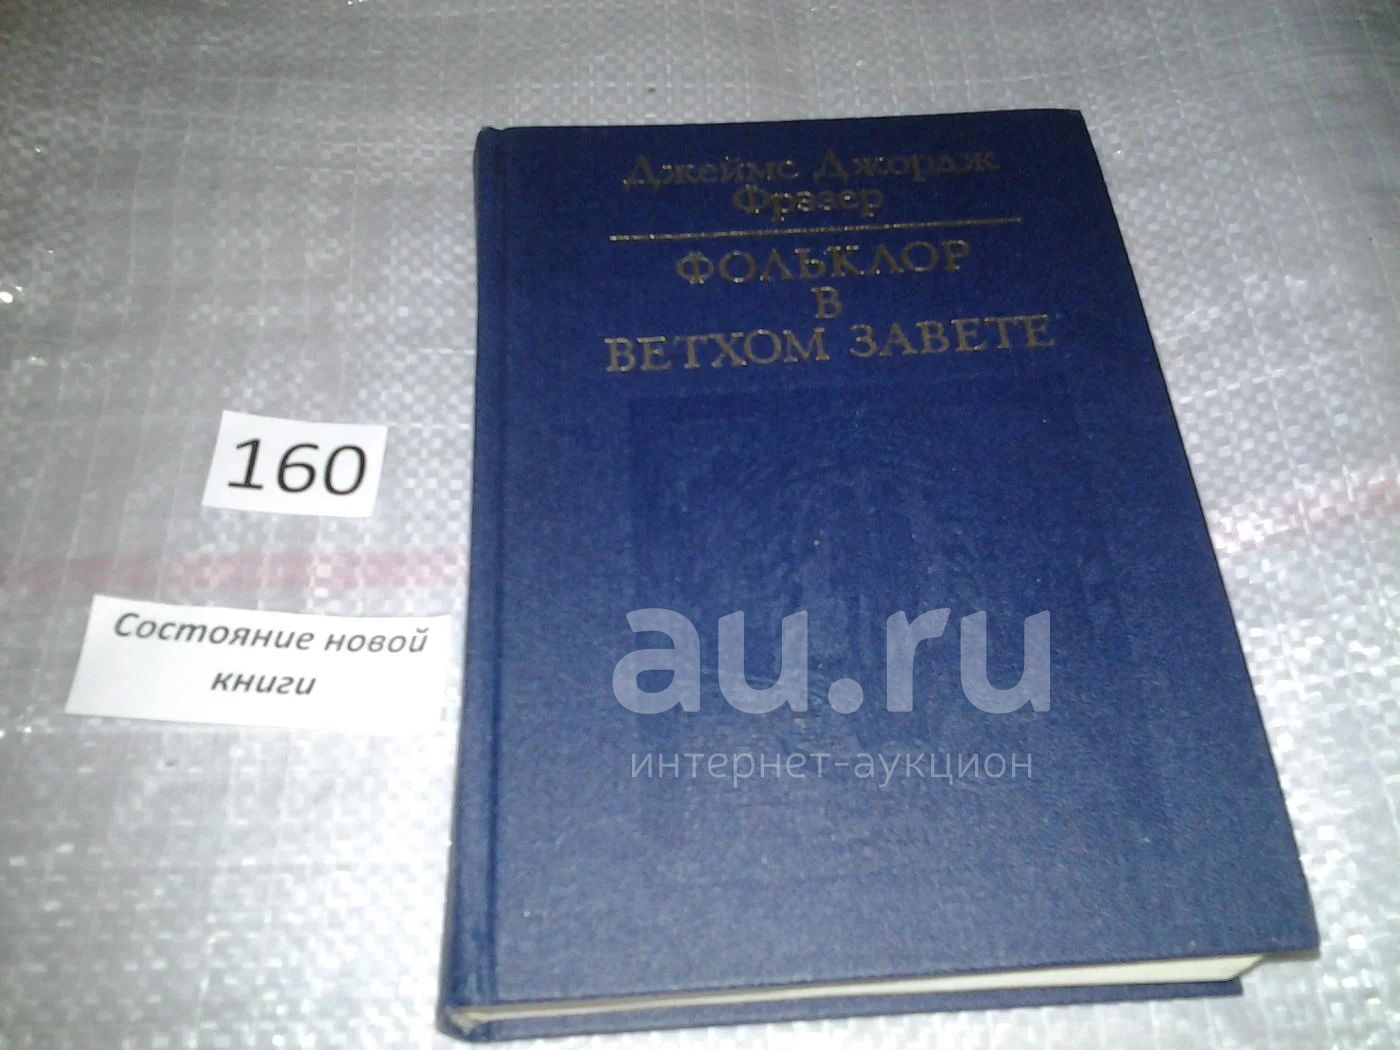 Джеймс Джордж
Фрэзер
ФОЛЬКЛОР
В
ВЕТХОМ ЗАВЕТЕ
160
Состояние новой
книги
au.ru
интернет-аукцион